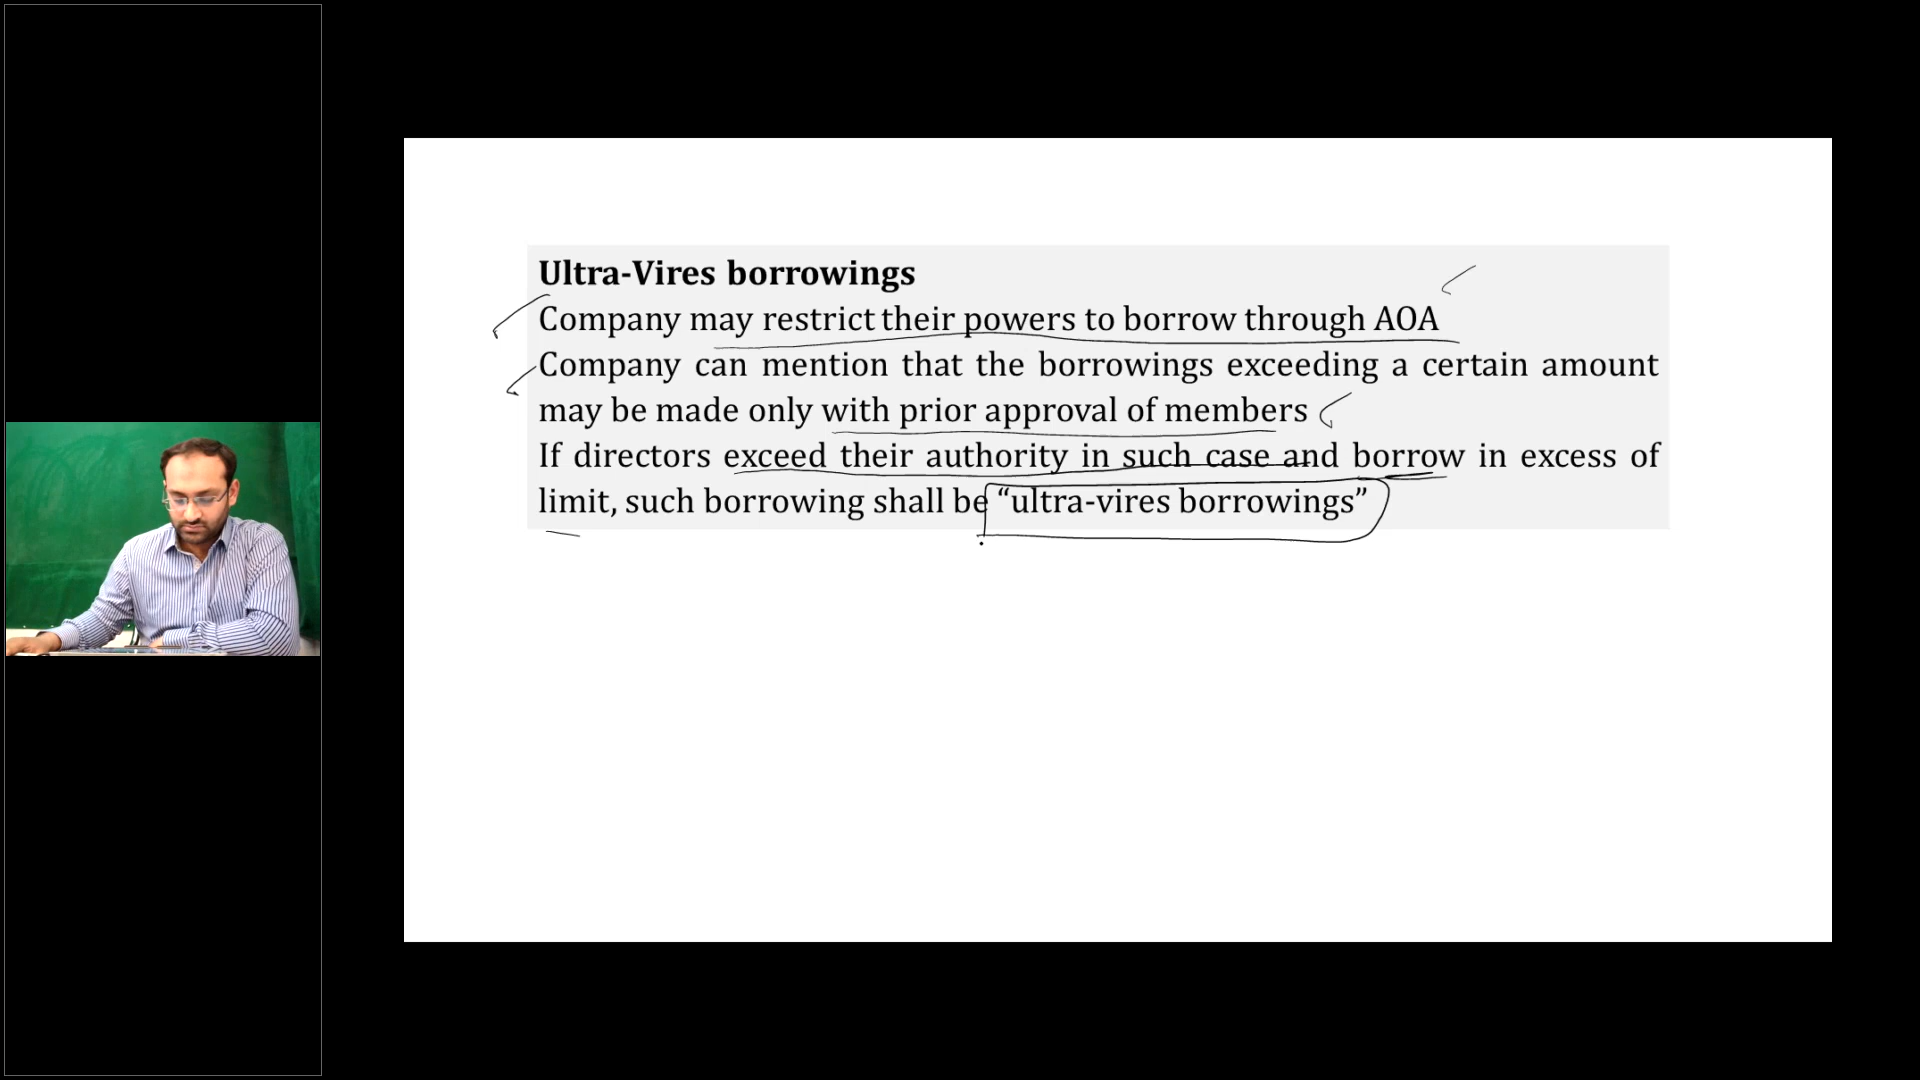 Ultra-Vires borrowings
Company may restrict their powers to borrow through AOA
Company can mention that the borrowings exceeding a certain amount
may be made only with prior approval of members
If directors exceed their authority in such case and borrow in excess of
limit, such borrowing shall be “ultra-vires borrowings”